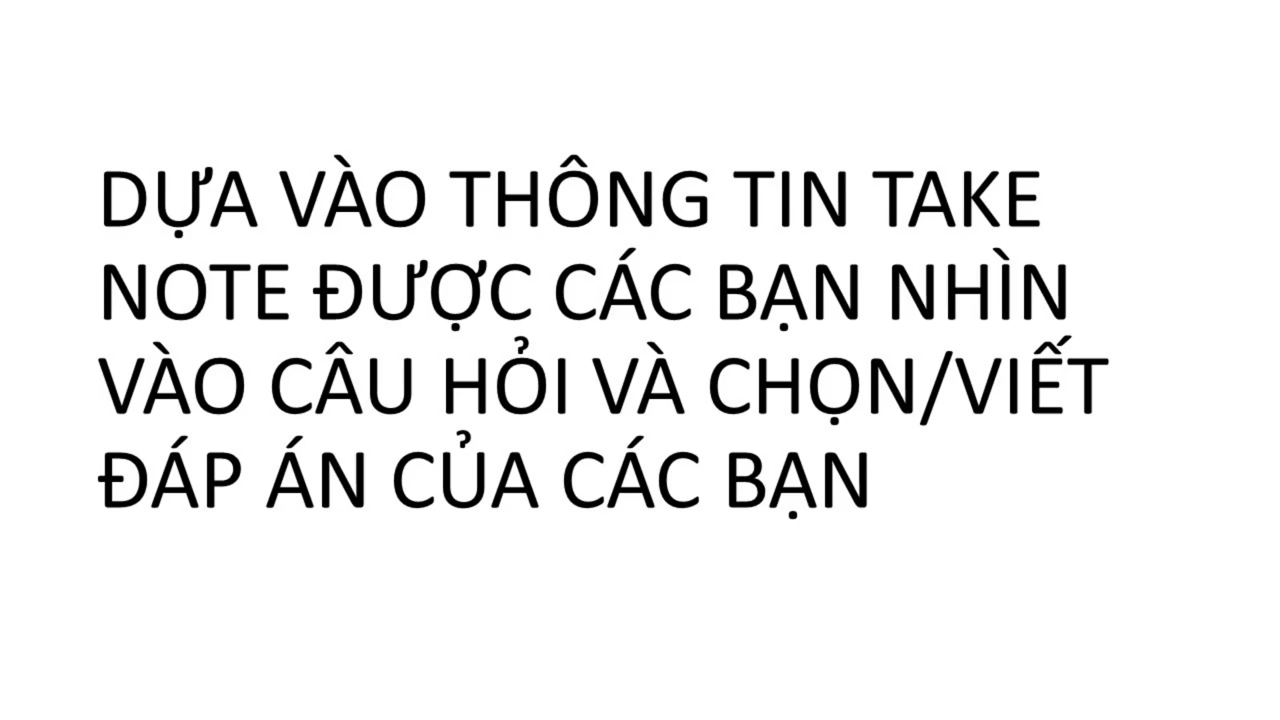 DỰA VÀO THÔNG TIN TAKE
NOTE ĐƯỢC CÁC BẠN NHÌN
VÀO CÂU HỎI VÀ CHỌN/VIẾT
ĐÁP ÁN CỦA CÁC BẠN